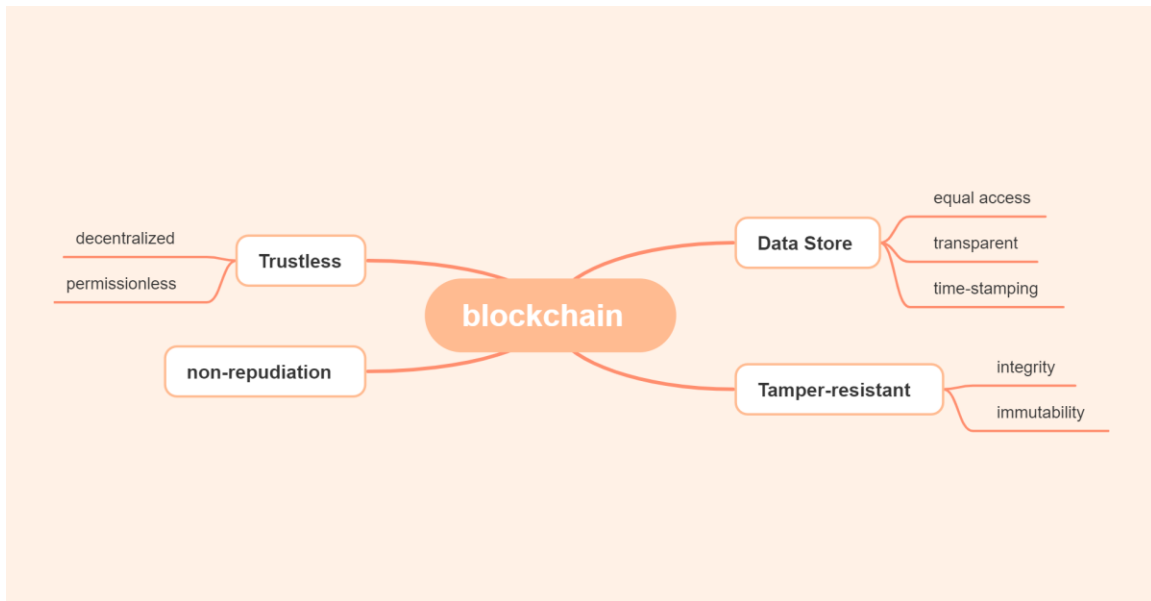 blockchain
Trustless
decentralized
permissionless
non-repudiation
Data Store
equal access
transparent
time-stamping
Tamper-resistant
integrity
immutability